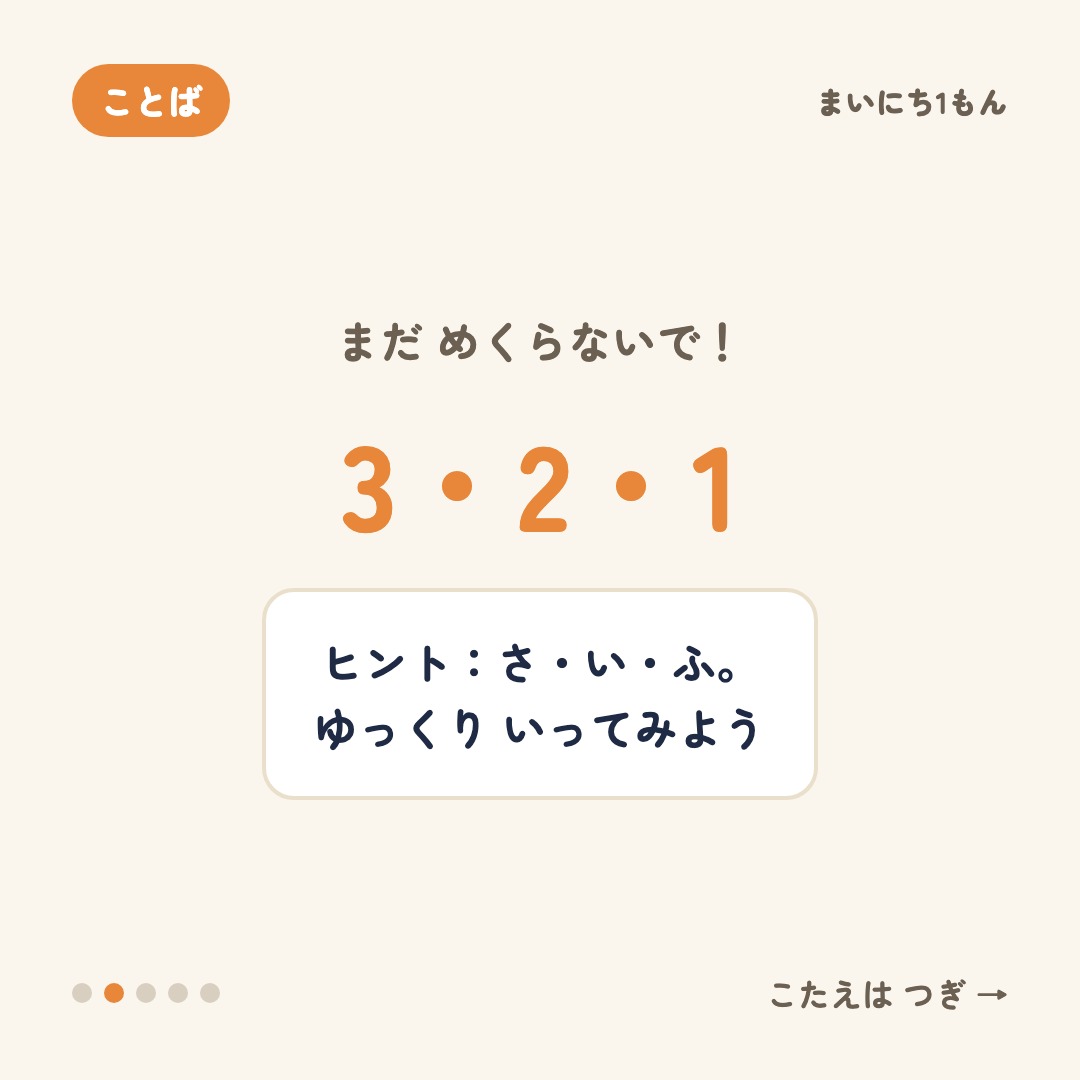 ことば
まいにち1もん
まだ めくらないで！
3・2・1
ヒント：さ・い・ふ。
ゆっくり いってみよう
こたえは つぎ →